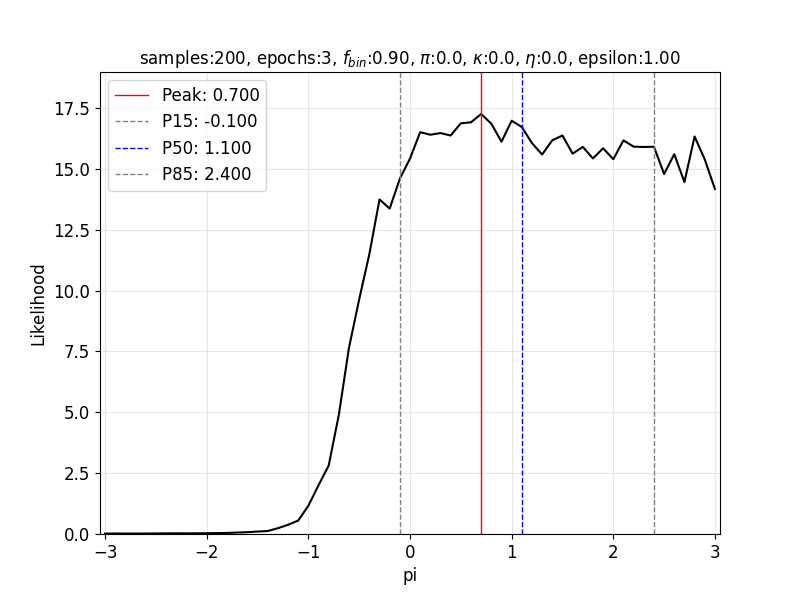 samples:200, epochs:3, f_bin:0.90, π:0.0, κ:0.0, η:0.0, epsilon:1.00
Peak: 0.700
P15: -0.100
P50: 1.100
P85: 2.400
17.5
15.0
12.5
10.0
7.5
5.0
2.5
0.0
Likelihood
−3 −2 −1 0 1 2 3
pi